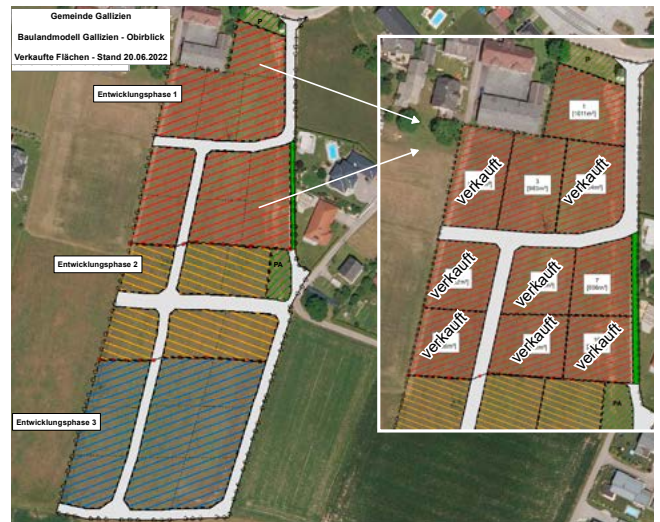 Gemeinde Gallizien
Baulandmodell Gallizien - Obirblick
Verkaufte Flächen - Stand 20.06.2022
P
Entwicklungsphase 1
Entwicklungsphase 2
PA
Entwicklungsphase 3
P
1
verkauft
3
verkauft
verkauft
verkauft
7
verkauft
verkauft
verkauft
PA